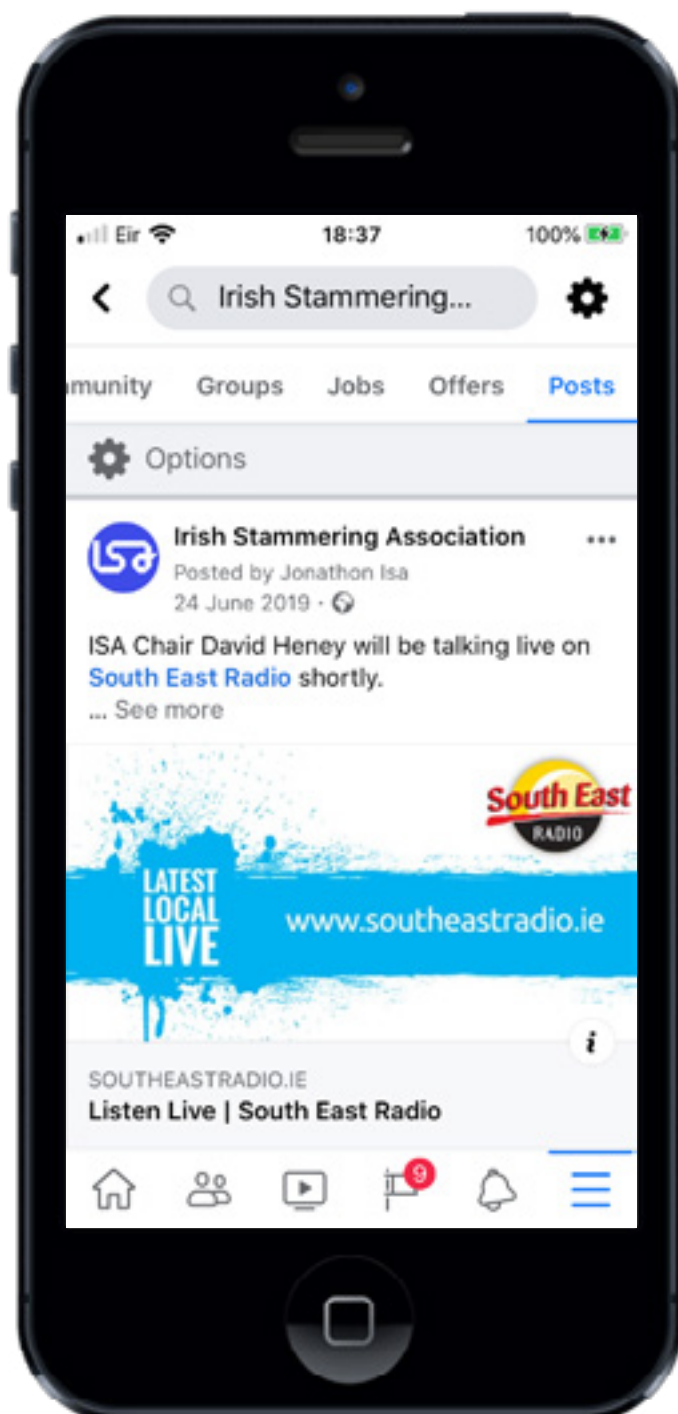 Eir
18:37
100%
Irish Stammering...
mmunity Groups Jobs Offers Posts
Options
ISa
Irish Stammering Association
Posted by Jonathon Isa
24 June 2019 ·
...
ISA Chair David Heney will be talking live on
South East Radio shortly.
... See more
South East
RADIO
LATEST
LOCAL
LIVE
www.southeastradio.ie
i
SOUTHEASTRADIO.IE
Listen Live | South East Radio
9